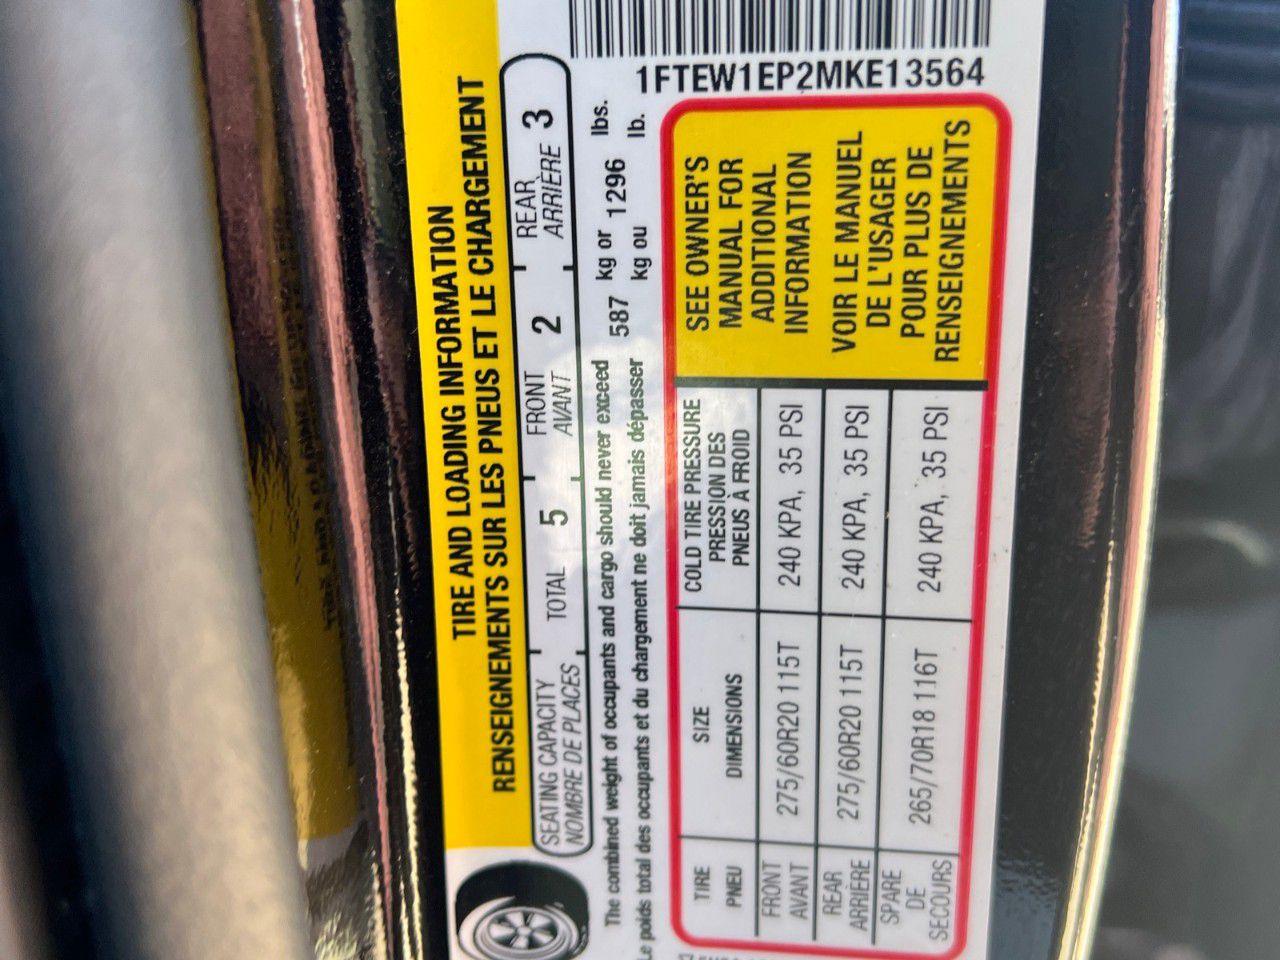 TIRE AND LOADING INFORMATION
RENSEIGNEMENTS SUR LES PNEUS ET LE CHARGEMENT
SEATING CAPACITY TOTAL 5 FRONT 2 REAR 3
NOMBRE DE PLACES AVANT ARRIÈRE
The combined weight of occupants and cargo should never exceed 587 kg or 1296 lbs.
Le poids total des occupants et du chargement ne doit jamais dépasser kg ou lb.
1FTEW1EP2MKE13564
TIRE SIZE COLD TIRE PRESSURE
PNEU DIMENSIONS PRESSION DES
PNEUS À FROID
FRONT
AVANT 275/60R20 115T 240 KPA, 35 PSI
REAR
ARRIÈRE 275/60R20 115T 240 KPA, 35 PSI
SPARE
DE
SECOURS 265/70R18 116T 240 KPA, 35 PSI
SEE OWNER'S
MANUAL FOR
ADDITIONAL
INFORMATION
VOIR LE MANUEL
DE L'USAGER
POUR PLUS DE
RENSEIGNEMENTS